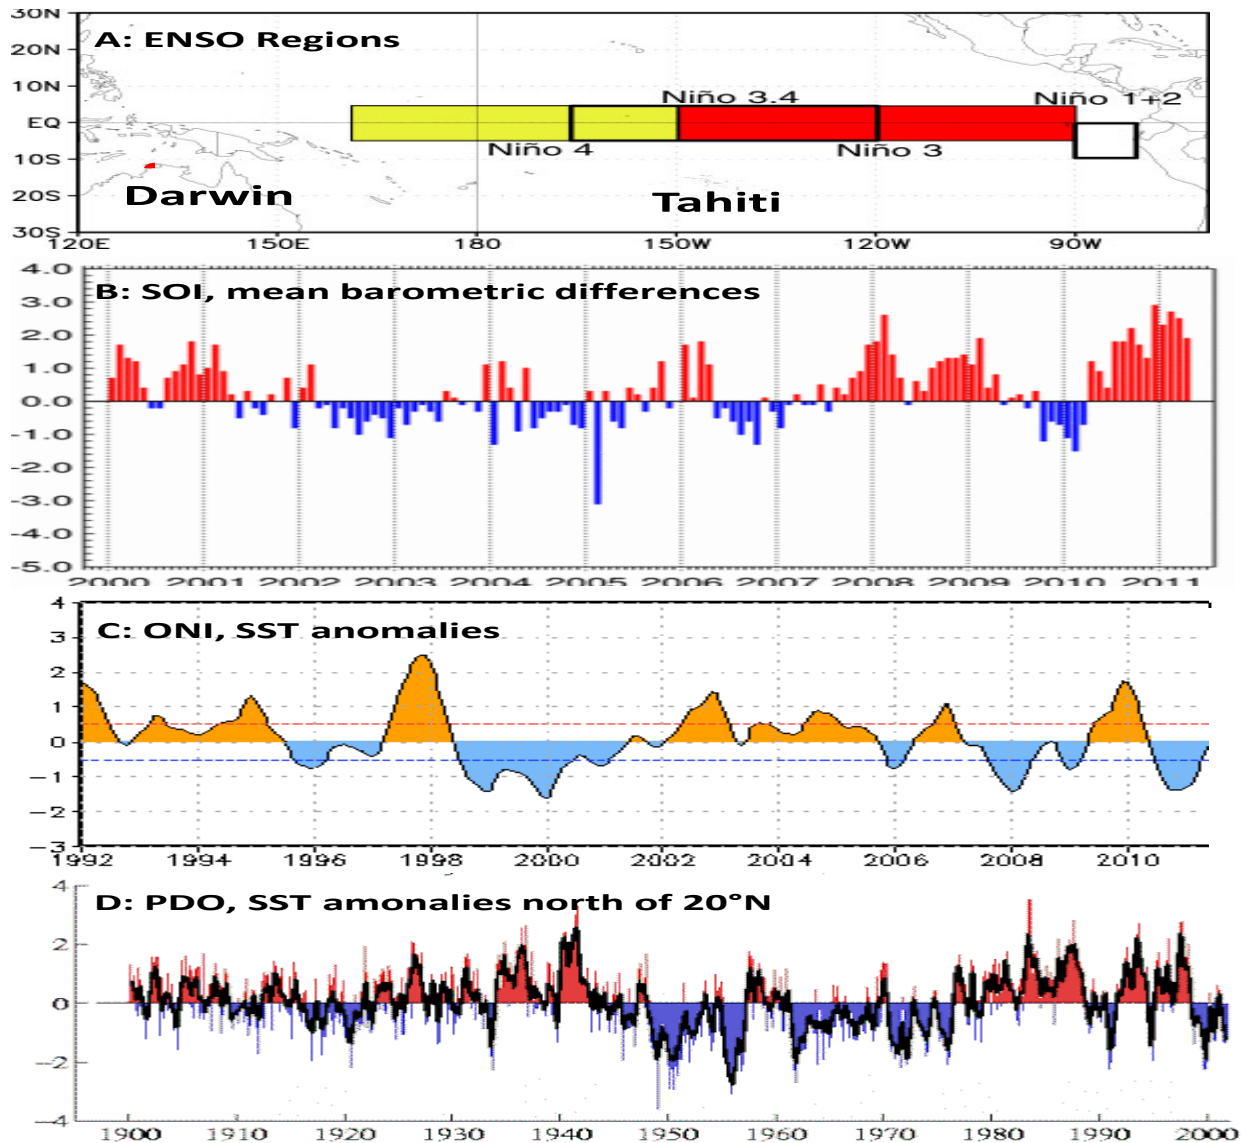 30N
A: ENSO Regions
20N
10N
Niño 3.4
Niño 1+2
EQ
Niño 4
Niño 3
10S
Darwin
Tahiti
20S
30S
120E 150E 180 150W 120W 90W
4.0
B: SOI, mean barometric differences
3.0
2.0
1.0
0.0
-1.0
-2.0
-3.0
-4.0
-5.0
2000 2001 2002 2003 2004 2005 2006 2007 2008 2009 2010 2011
4
C: ONI, SST anomalies
3
2
1
0
-1
-2
-3
1992 1994 1996 1998 2000 2002 2004 2006 2008 2010
4
D: PDO, SST amonalies north of 20°N
2
0
-2
-4
1900 1910 1920 1930 1940 1950 1960 1970 1980 1990 2000